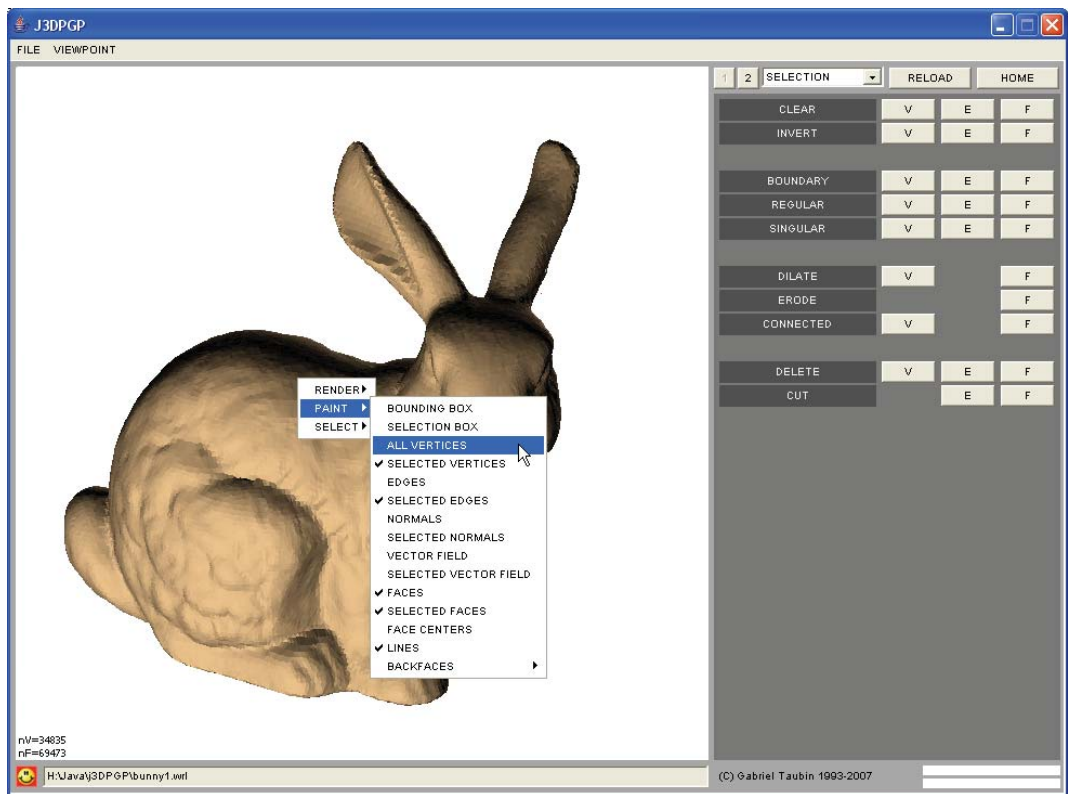 J3DPGP
FILE VIEWPOINT
1 2 SELECTION RELOAD HOME
CLEAR V E F
INVERT V E F
BOUNDARY V E F
REGULAR V E F
SINGULAR V E F
DILATE V F
ERODE F
CONNECTED V F
DELETE V E F
CUT E F
RENDER
PAINT
SELECT
BOUNDING BOX
SELECTION BOX
ALL VERTICES
SELECTED VERTICES
EDGES
SELECTED EDGES
NORMALS
SELECTED NORMALS
VECTOR FIELD
SELECTED VECTOR FIELD
FACES
SELECTED FACES
FACE CENTERS
LINES
BACKFACES
nV=34835
nF=69473
H:\Java\j3DPGP\bunny1.wrl
(C) Gabriel Taubin 1993-2007